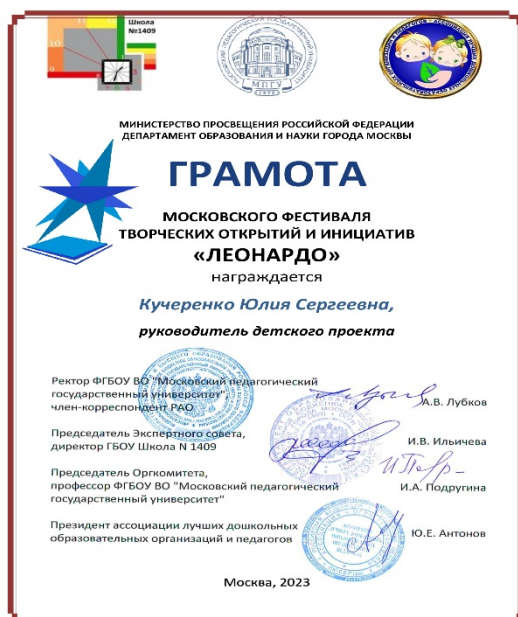 Школа
№1409
МПГУ
МИНИСТЕРСТВО ПРОСВЕЩЕНИЯ РОССИЙСКОЙ ФЕДЕРАЦИИ
ДЕПАРТАМЕНТ ОБРАЗОВАНИЯ И НАУКИ ГОРОДА МОСКВЫ
ГРАМОТА
МОСКОВСКОГО ФЕСТИВАЛЯ
ТВОРЧЕСКИХ ОТКРЫТИЙ И ИНИЦИАТИВ
«ЛЕОНАРДО»
награждается
Кучеренко Юлия Сергеевна,
руководитель детского проекта
Ректор ФГБОУ ВО "Московский педагогический
государственный университет",
член-корреспондент РАО
А.В. Лубков
Председатель Экспертного совета,
директор ГБОУ Школа N 1409
И.В. Ильичева
Председатель Оргкомитета,
профессор ФГБОУ ВО "Московский педагогический
государственный университет"
И.А. Подругина
Президент ассоциации лучших дошкольных
образовательных организаций и педагогов
Ю.Е. Антонов
Москва, 2023